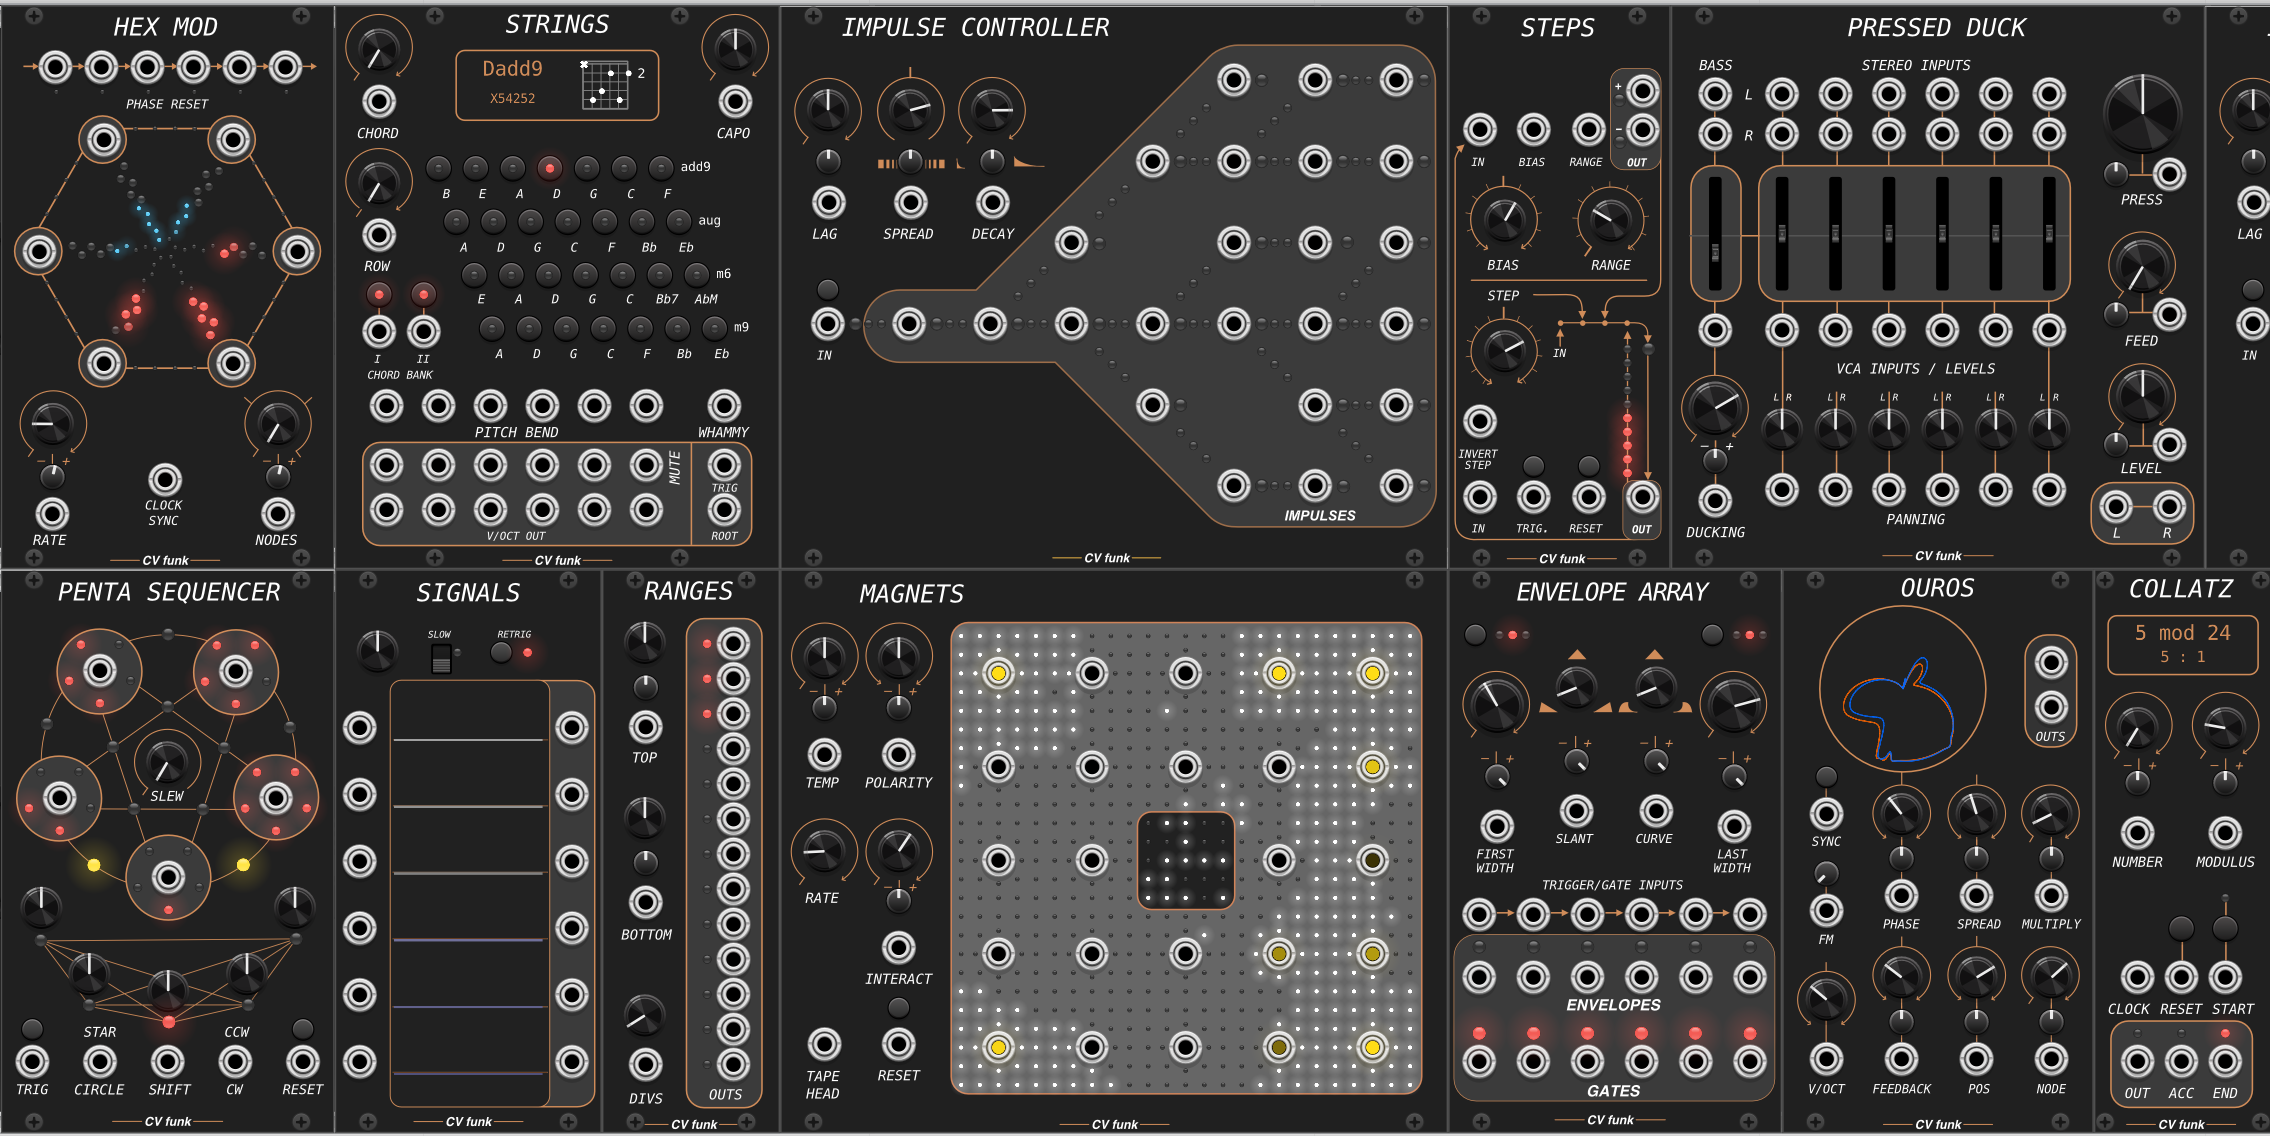 HEX MOD
PHASE RESET
− +
− +
RATE
CLOCK
SYNC
NODES
CV funk
STRINGS
CHORD
Dadd9
X54252
2
CAPO
ROW
B E A D G C F add9
A D G C F Bb Eb aug
E A D G C Bb7 AbM m6
A D G C F Bb Eb m9
I II
CHORD BANK
PITCH BEND
WHAMMY
MUTE
TRIG
V/OCT OUT
ROOT
CV funk
IMPULSE CONTROLLER
LAG SPREAD DECAY
IN
IMPULSES
CV funk
STEPS
+
−
IN BIAS RANGE OUT
BIAS RANGE
STEP
IN
INVERT
STEP
IN TRIG. RESET OUT
CV funk
PRESSED DUCK
BASS
STEREO INPUTS
L
R
PRESS
FEED
VCA INPUTS / LEVELS
L R L R L R L R L R L R
− +
LEVEL
PANNING
DUCKING
L R
CV funk
LAG
IN
PENTA SEQUENCER
SLEW
STAR CCW
TRIG CIRCLE SHIFT CW RESET
CV funk
SIGNALS
SLOW RETRIG
CV funk
RANGES
TOP
BOTTOM
DIVS
OUTS
CV funk
MAGNETS
− + − +
TEMP POLARITY
− +
RATE
INTERACT
TAPE
HEAD
RESET
CV funk
ENVELOPE ARRAY
− + − + − + − +
SLANT CURVE
FIRST
WIDTH
LAST
WIDTH
TRIGGER/GATE INPUTS
ENVELOPES
GATES
CV funk
OUROS
OUTS
SYNC
FM
PHASE SPREAD MULTIPLY
V/OCT FEEDBACK POS NODE
CV funk
COLLATZ
5 mod 24
5 : 1
− + − +
NUMBER MODULUS
CLOCK RESET START
OUT ACC END
CV funk